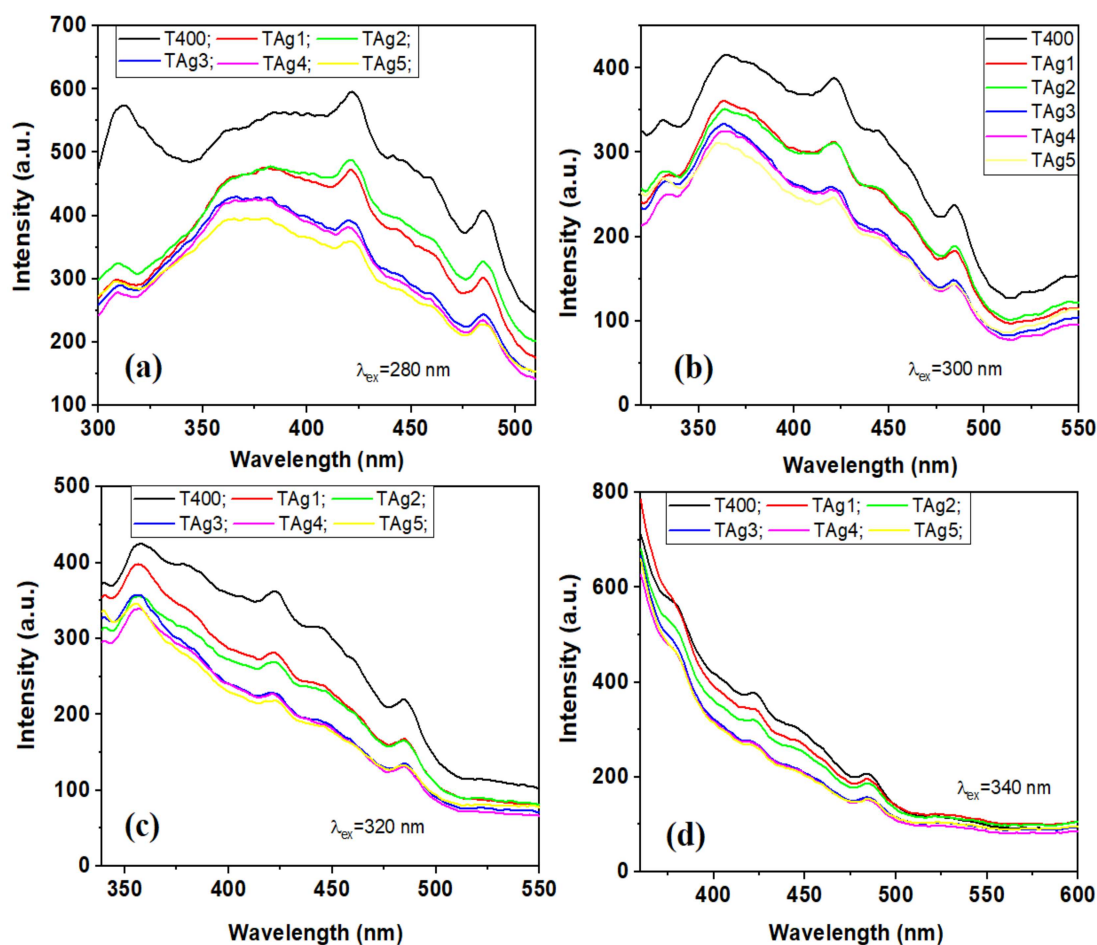 700
600
500
400
300
200
100
Intensity (a.u.)
T400; TAg1; TAg2;
TAg3; TAg4; TAg5;
(a)
λex=280 nm
300 350 400 450 500
Wavelength (nm)
400
300
200
100
0
Intensity (a.u.)
T400
TAg1
TAg2
TAg3
TAg4
TAg5
(b)
λex=300 nm
350 400 450 500 550
Wavelength (nm)
500
400
300
200
100
0
Intensity (a.u.)
T400; TAg1; TAg2;
TAg3; TAg4; TAg5;
(c)
λex=320 nm
350 400 450 500 550
Wavelength (nm)
800
600
400
200
0
Intensity (a.u.)
T400; TAg1; TAg2;
TAg3; TAg4; TAg5;
λex=340 nm
(d)
400 450 500 550 600
Wavelength (nm)